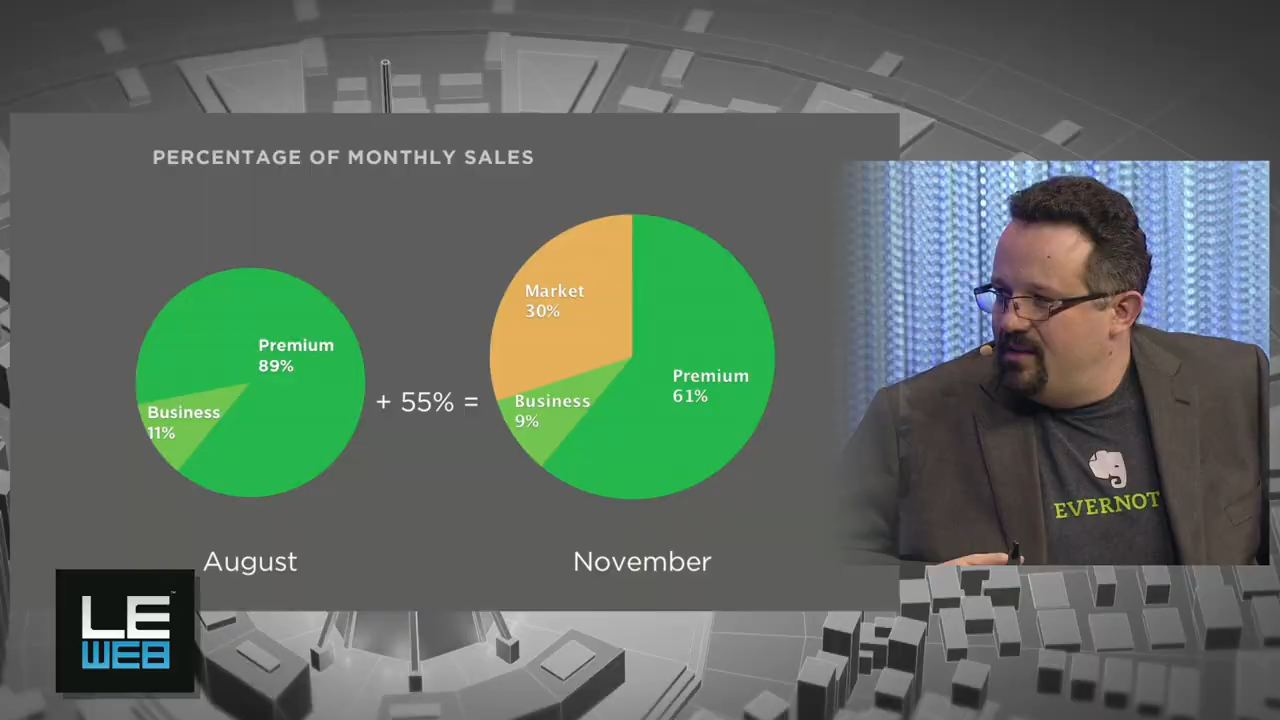 PERCENTAGE OF MONTHLY SALES
Premium
89%
Business
11%
+ 55% =
Market
30%
Business
9%
Premium
61%
August
November
LE
WEB
EVERNOT